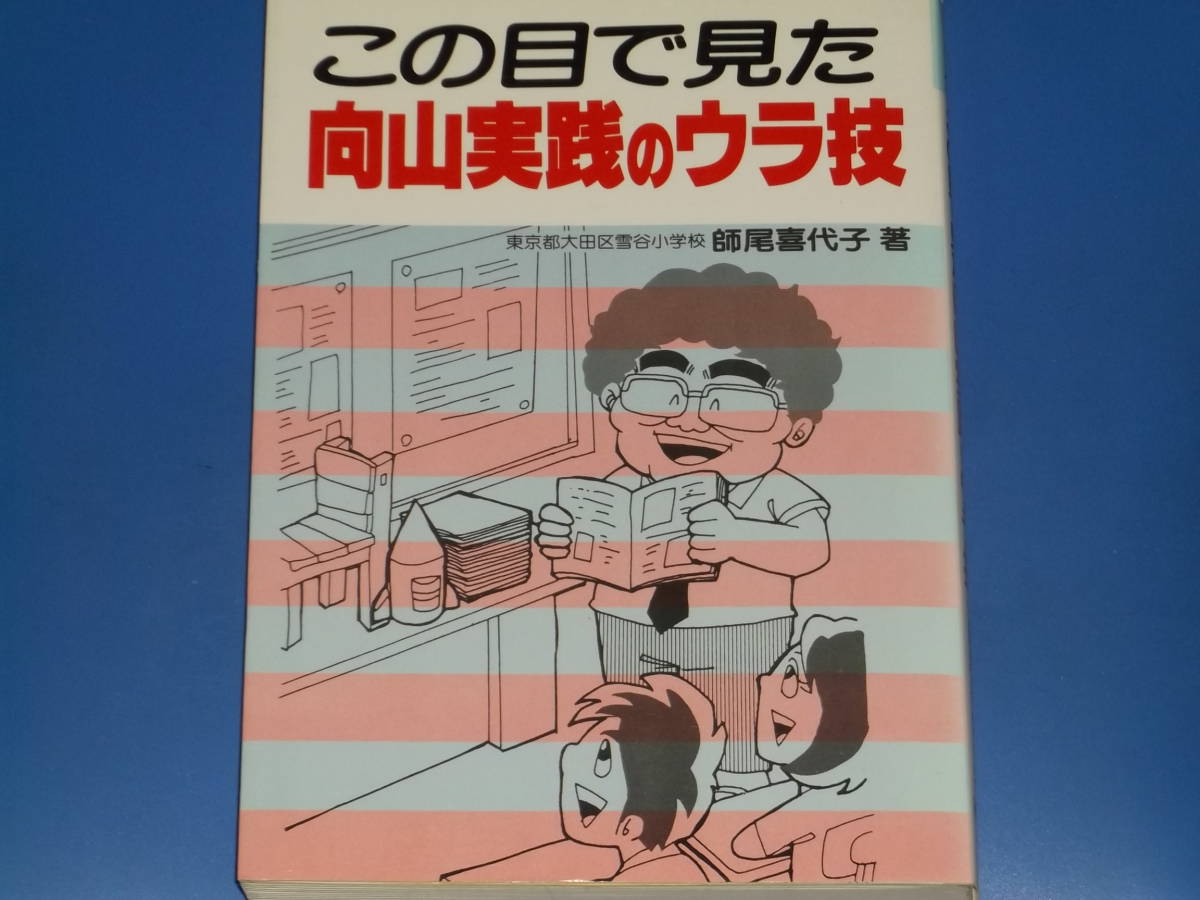 この目で見た
向山実践のウラ技
東京都大田区雪谷小学校 師尾喜代子 著